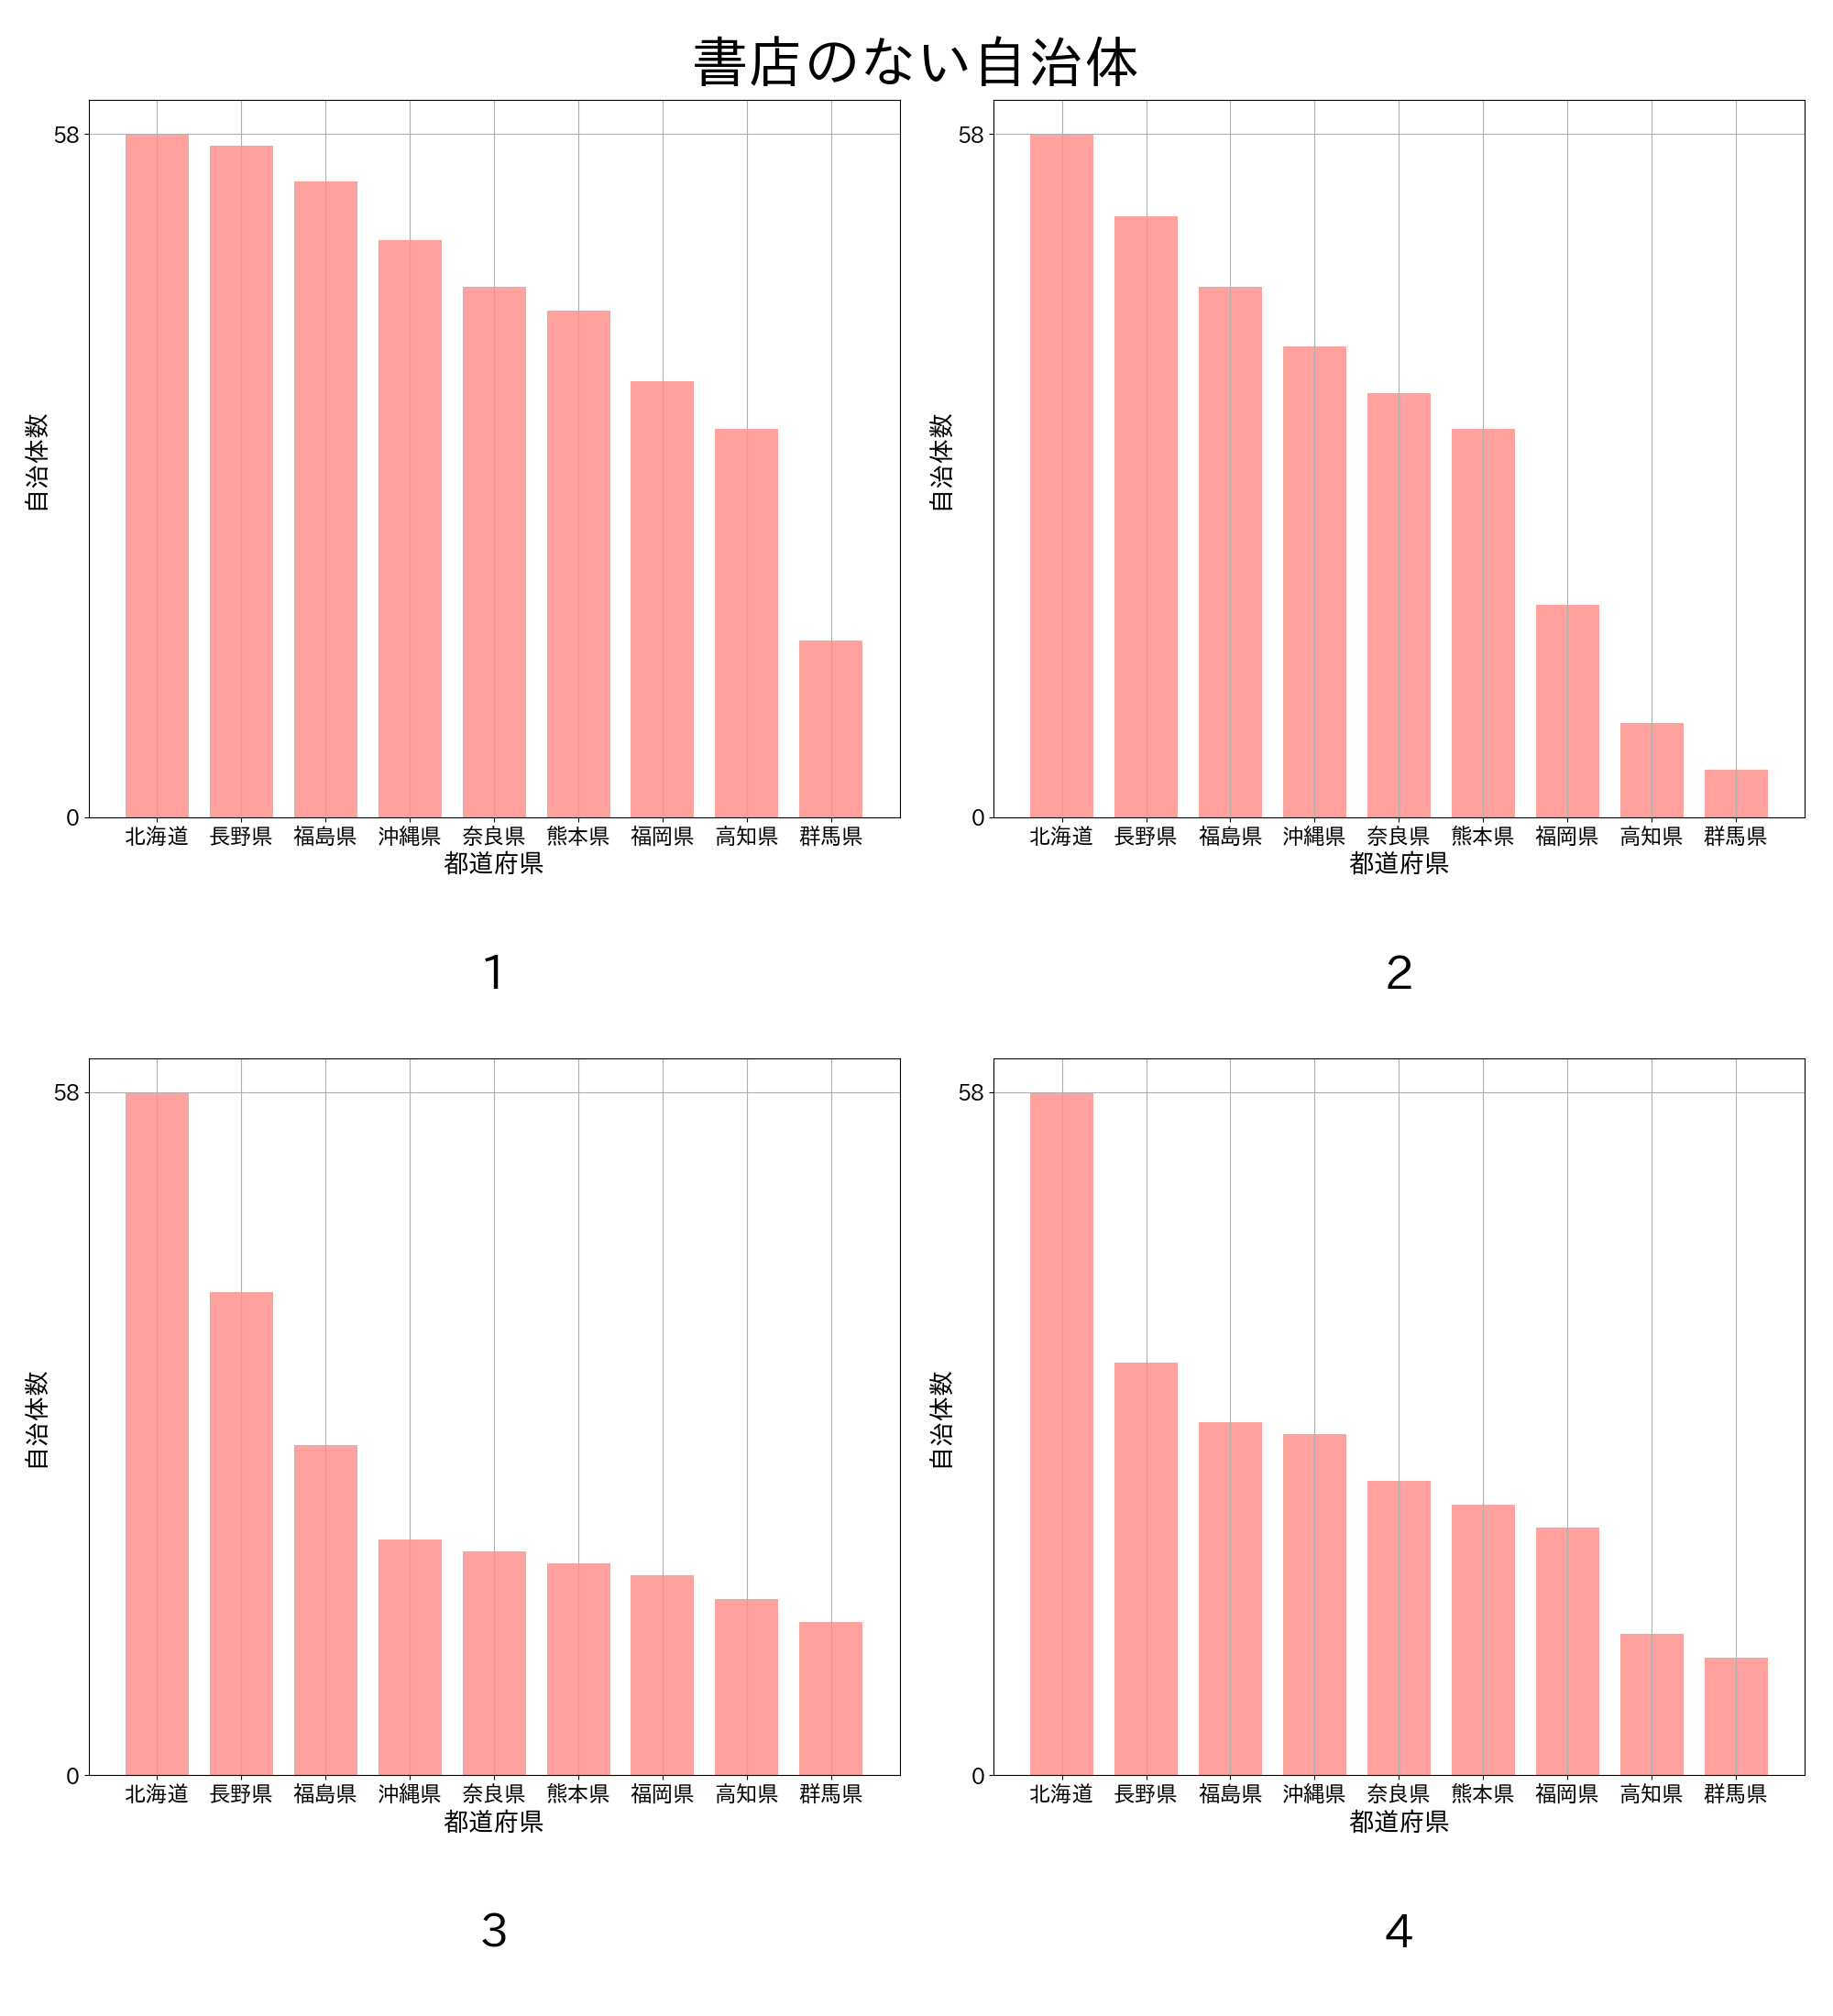 書店のない自治体
58
0
自治体数
北海道 長野県 福島県 沖縄県 奈良県 熊本県 福岡県 高知県 群馬県
都道府県
1
58
0
自治体数
北海道 長野県 福島県 沖縄県 奈良県 熊本県 福岡県 高知県 群馬県
都道府県
2
58
0
自治体数
北海道 長野県 福島県 沖縄県 奈良県 熊本県 福岡県 高知県 群馬県
都道府県
3
58
0
自治体数
北海道 長野県 福島県 沖縄県 奈良県 熊本県 福岡県 高知県 群馬県
都道府県
4